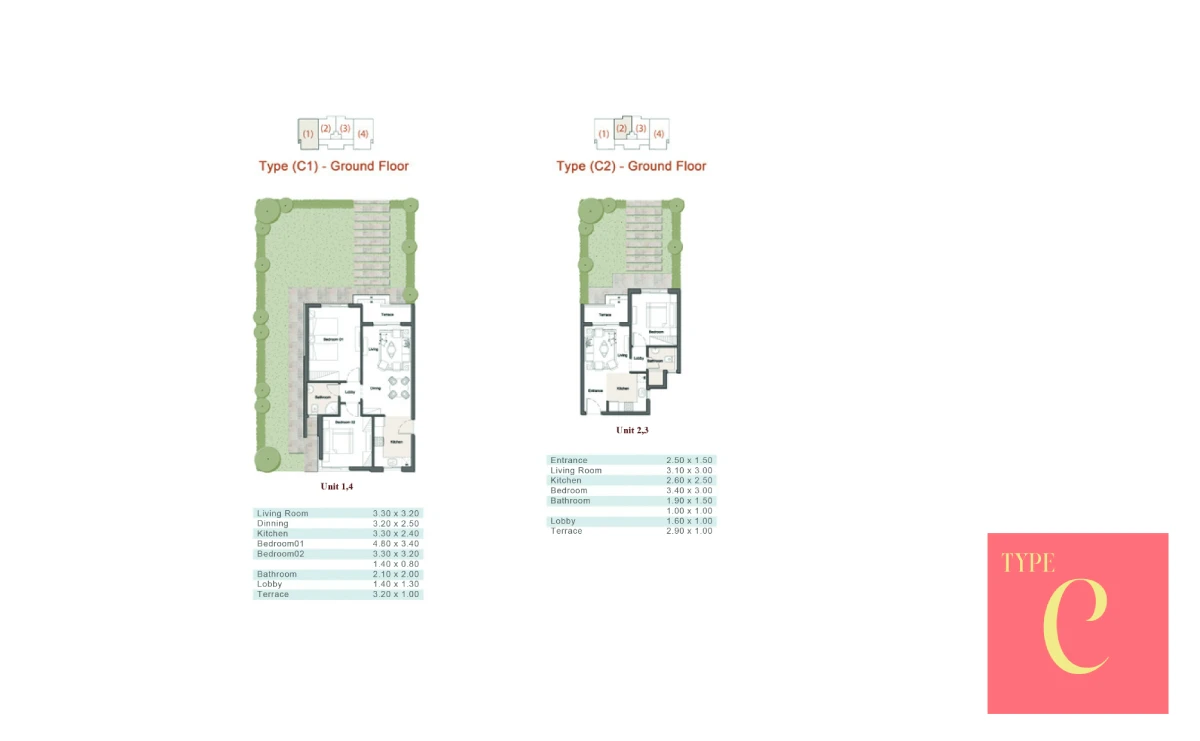 (1) (2) (3) (4)
Type (C1) - Ground Floor
Terrace
Bedroom 01
Living
Dining
Lobby
Bathroom
Bedroom 02
Kitchen
Unit 1,4
Living Room 3.30 x 3.20
Dinning 3.20 x 2.50
Kitchen 3.30 x 2.40
Bedroom01 4.80 x 3.40
Bedroom02 3.30 x 3.20
1.40 x 0.80
Bathroom 2.10 x 2.00
Lobby 1.40 x 1.30
Terrace 3.20 x 1.00
(1) (2) (3) (4)
Type (C2) - Ground Floor
Terrace
Bedroom
Living
Lobby
Bathroom
Entrance
Kitchen
Unit 2,3
Entrance 2.50 x 1.50
Living Room 3.10 x 3.00
Kitchen 2.60 x 2.50
Bedroom 3.40 x 3.00
Bathroom 1.90 x 1.50
1.00 x 1.00
Lobby 1.60 x 1.00
Terrace 2.90 x 1.00
TYPE
C